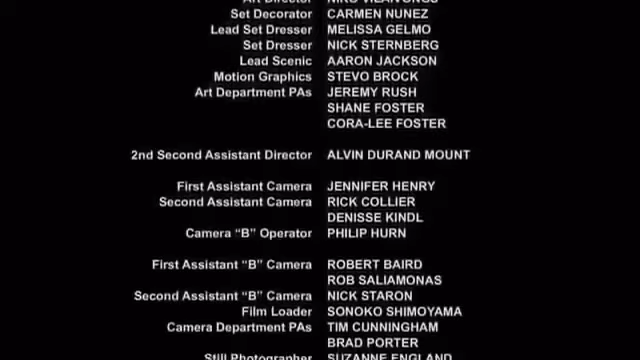 Set Decorator CARMEN NUNEZ
Lead Set Dresser MELISSA GELMO
Set Dresser NICK STERNBERG
Lead Scenic AARON JACKSON
Motion Graphics STEVO BROCK
Art Department PAs JEREMY RUSH
SHANE FOSTER
CORA-LEE FOSTER
2nd Second Assistant Director ALVIN DURAND MOUNT
First Assistant Camera JENNIFER HENRY
Second Assistant Camera RICK COLLIER
DENISSE KINDL
Camera “B” Operator PHILIP HURN
First Assistant “B” Camera ROBERT BAIRD
ROB SALIAMONAS
Second Assistant “B” Camera NICK STARON
Film Loader SONOKO SHIMOYAMA
Camera Department PAs TIM CUNNINGHAM
BRAD PORTER
Still Photographer SUZANNE ENGLAND